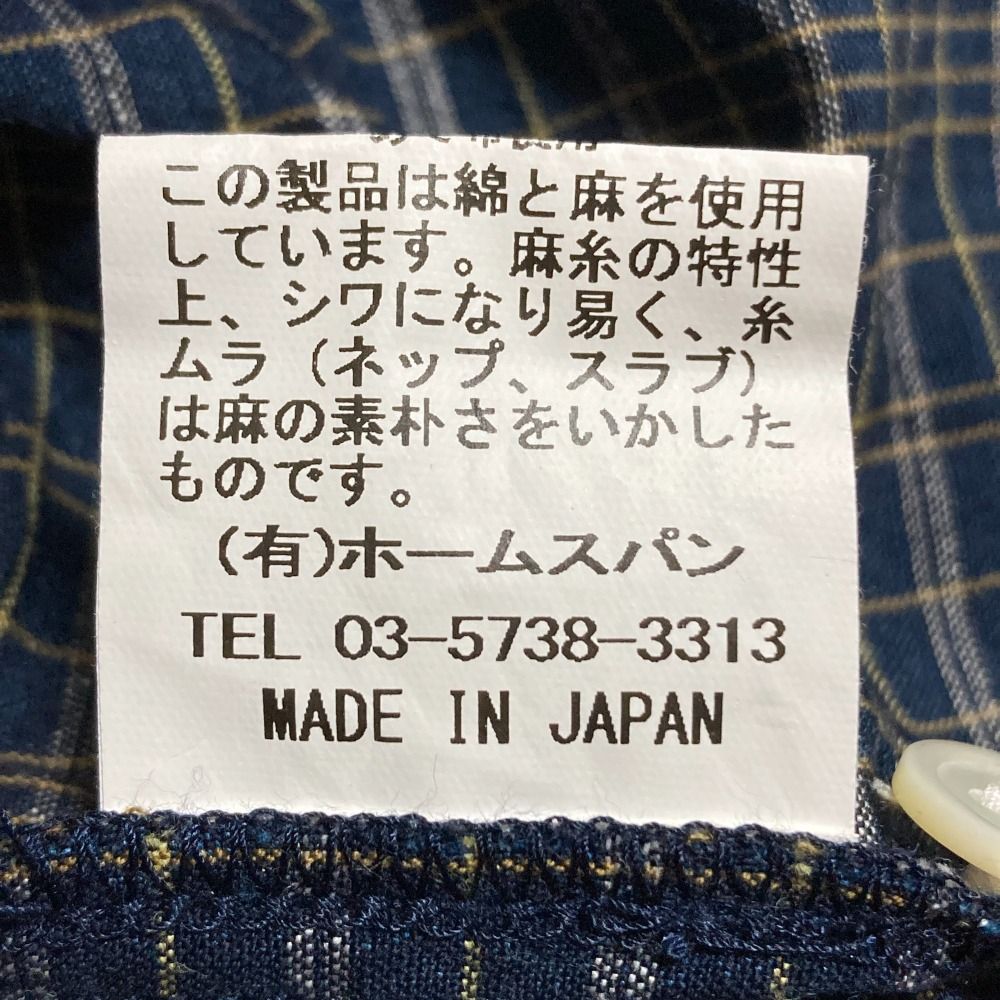 この製品は綿と麻を使用
しています。麻糸の特性
上、シワになり易く、糸
ムラ(ネップ、スラブ)
は麻の素朴さをいかした
ものです。
(有)ホームスパン
TEL 03-5738-3313
MADE IN JAPAN